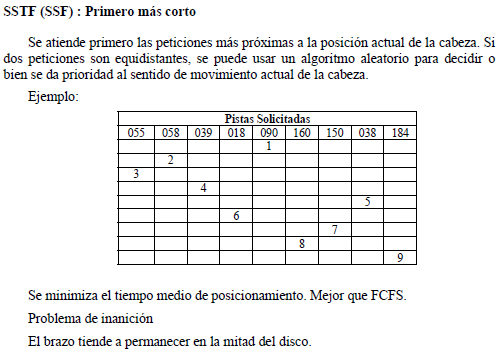 SSTF (SSF) : Primero más corto
Se atiende primero las peticiones más próximas a la posición actual de la cabeza. Si
dos peticiones son equidistantes, se puede usar un algoritmo aleatorio para decidir o
bien se da prioridad al sentido de movimiento actual de la cabeza.
Ejemplo:
Pistas Solicitadas
055 058 039 018 090 160 150 038 184
1
2
3
4
5
6
7
8
9
Se minimiza el tiempo medio de posicionamiento. Mejor que FCFS.
Problema de inanición
El brazo tiende a permanecer en la mitad del disco.